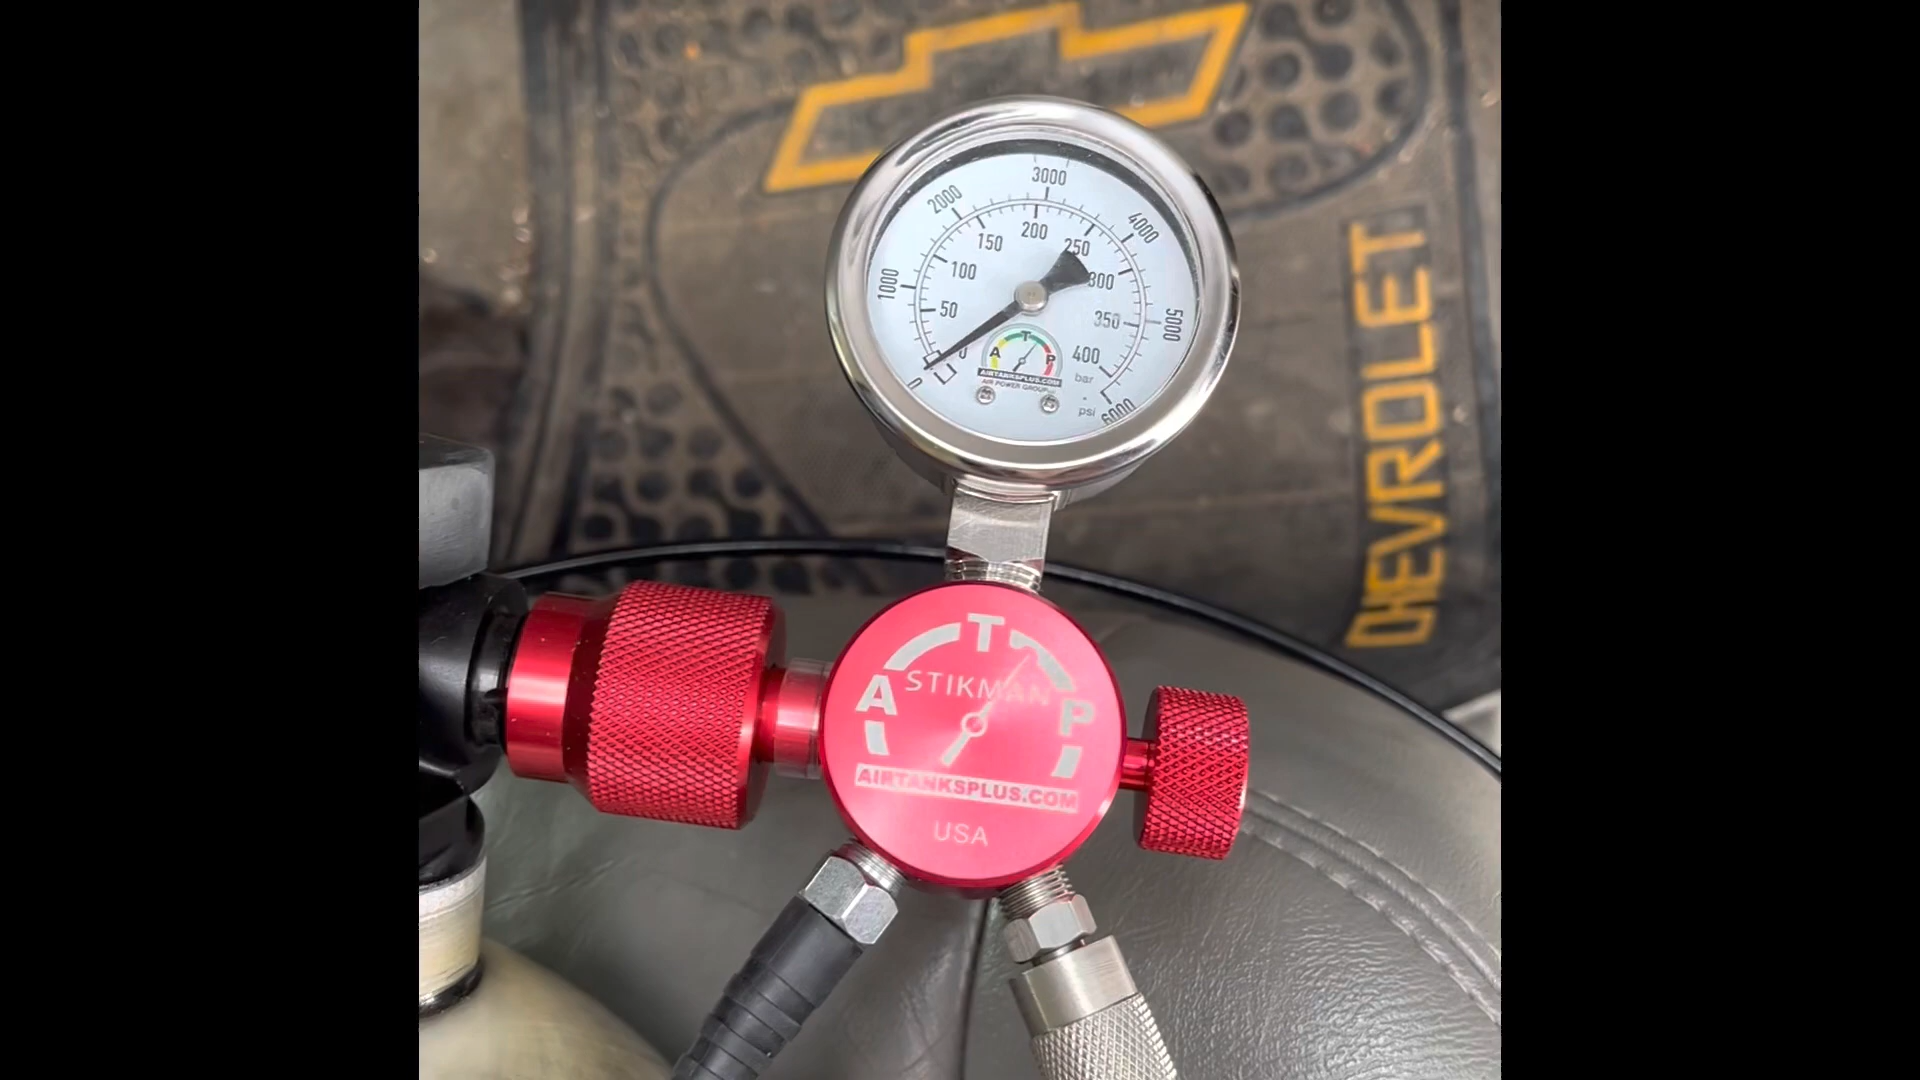 3000
2000
4000
200
150
250
100
300
1000
50
350
5000
0
400
0
bar
psi
6000
A T P
AIRTANKSPLUS.COM
AIR POWER GROUP
CHEVROLET
A T P
STIKMAN
AIRTANKSPLUS.COM
USA